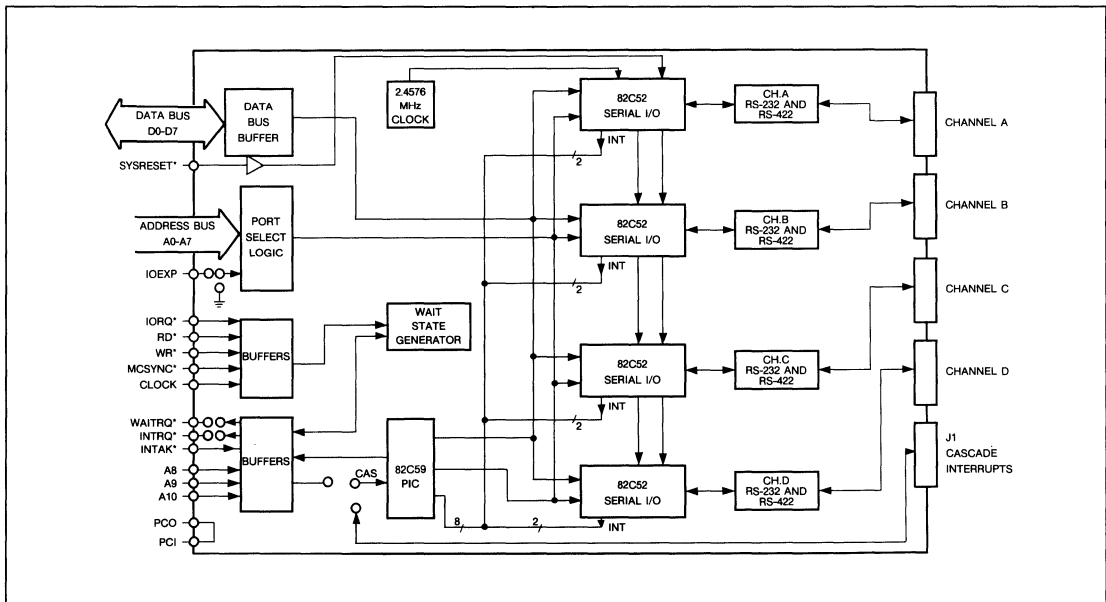 DATA BUS
D0-D7
DATA
BUS
BUFFER
SYSRESET*
2.4576
MHz
CLOCK
82C52
SERIAL I/O
INT
2
CH.A
RS-232 AND
RS-422
CHANNEL A
ADDRESS BUS
A0-A7
PORT
SELECT
LOGIC
IOEXP
82C52
SERIAL I/O
INT
2
CH.B
RS-232 AND
RS-422
CHANNEL B
IORQ*
RD*
WR*
MCSYNC*
CLOCK
BUFFERS
WAIT
STATE
GENERATOR
82C52
SERIAL I/O
INT
2
CH.C
RS-232 AND
RS-422
CHANNEL C
WAITRQ*
INTRQ*
INTAK*
A8
A9
A10
BUFFERS
CAS
82C59
PIC
8
2
82C52
SERIAL I/O
INT
CH.D
RS-232 AND
RS-422
CHANNEL D
J1
CASCADE
INTERRUPTS
PCO
PCI